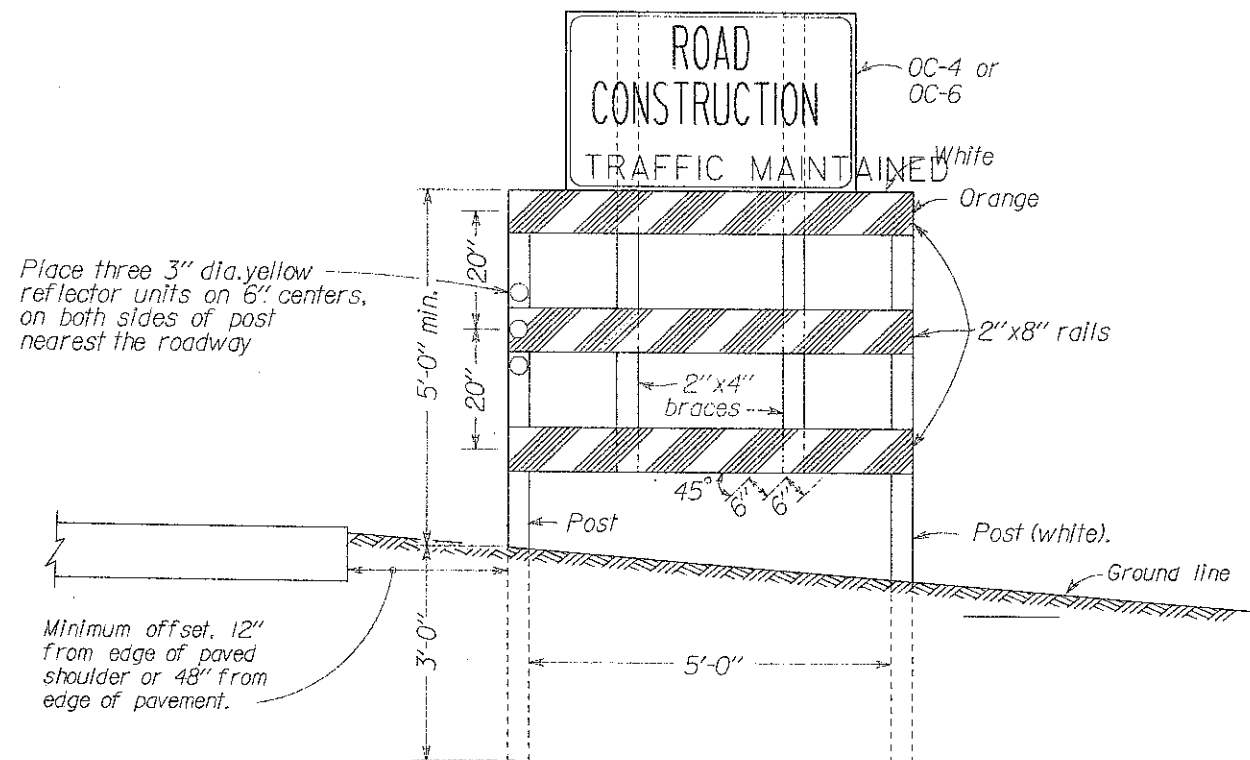 ROAD
CONSTRUCTION
TRAFFIC MAINTAINED
OC-4 or
OC-6
White
Orange
Place three 3" dia.yellow
reflector units on 6" centers,
on both sides of post
nearest the roadway
5'-0" min.
20"
20"
2"x8" rails
2"x4"
braces
45°
6"
6"
Post
Post (white).
Ground line
Minimum offset, 12"
from edge of paved
shoulder or 48" from
edge of pavement.
3'-0"
5'-0"